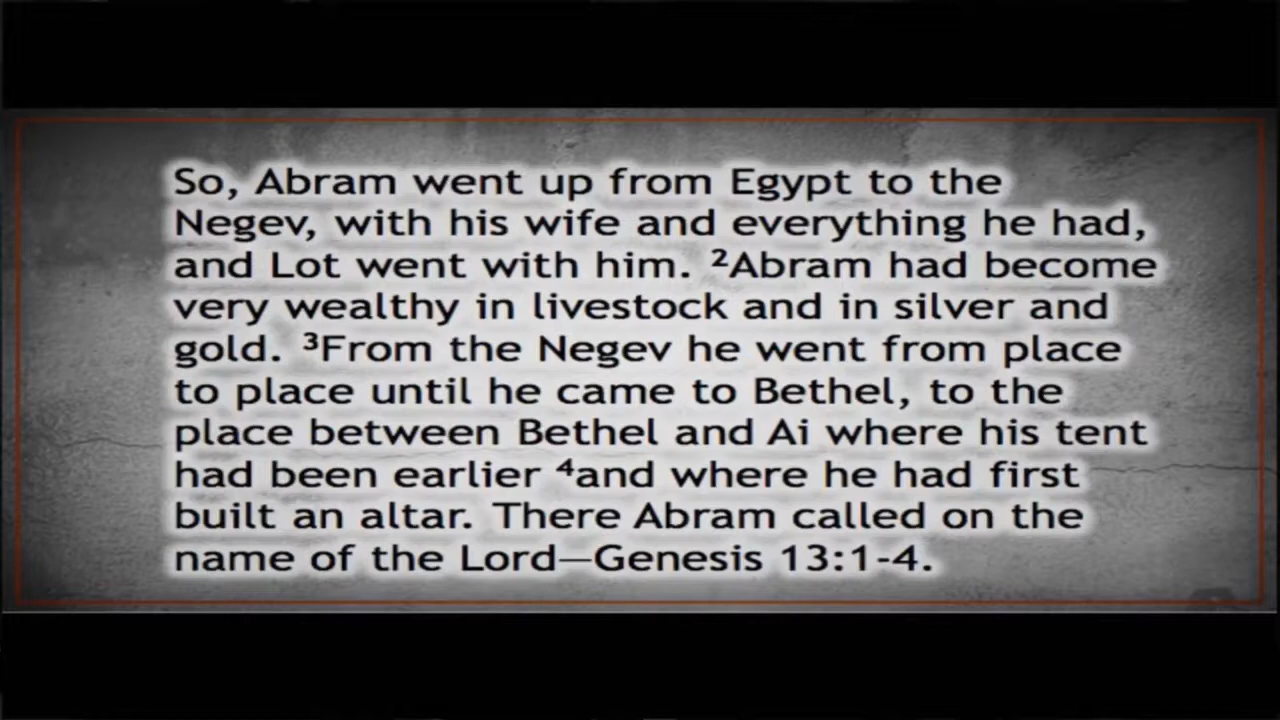 So, Abram went up from Egypt to the
Negev, with his wife and everything he had,
and Lot went with him. ²Abram had become
very wealthy in livestock and in silver and
gold. ³From the Negev he went from place
to place until he came to Bethel, to the
place between Bethel and Ai where his tent
had been earlier ⁴and where he had first
built an altar. There Abram called on the
name of the Lord—Genesis 13:1-4.